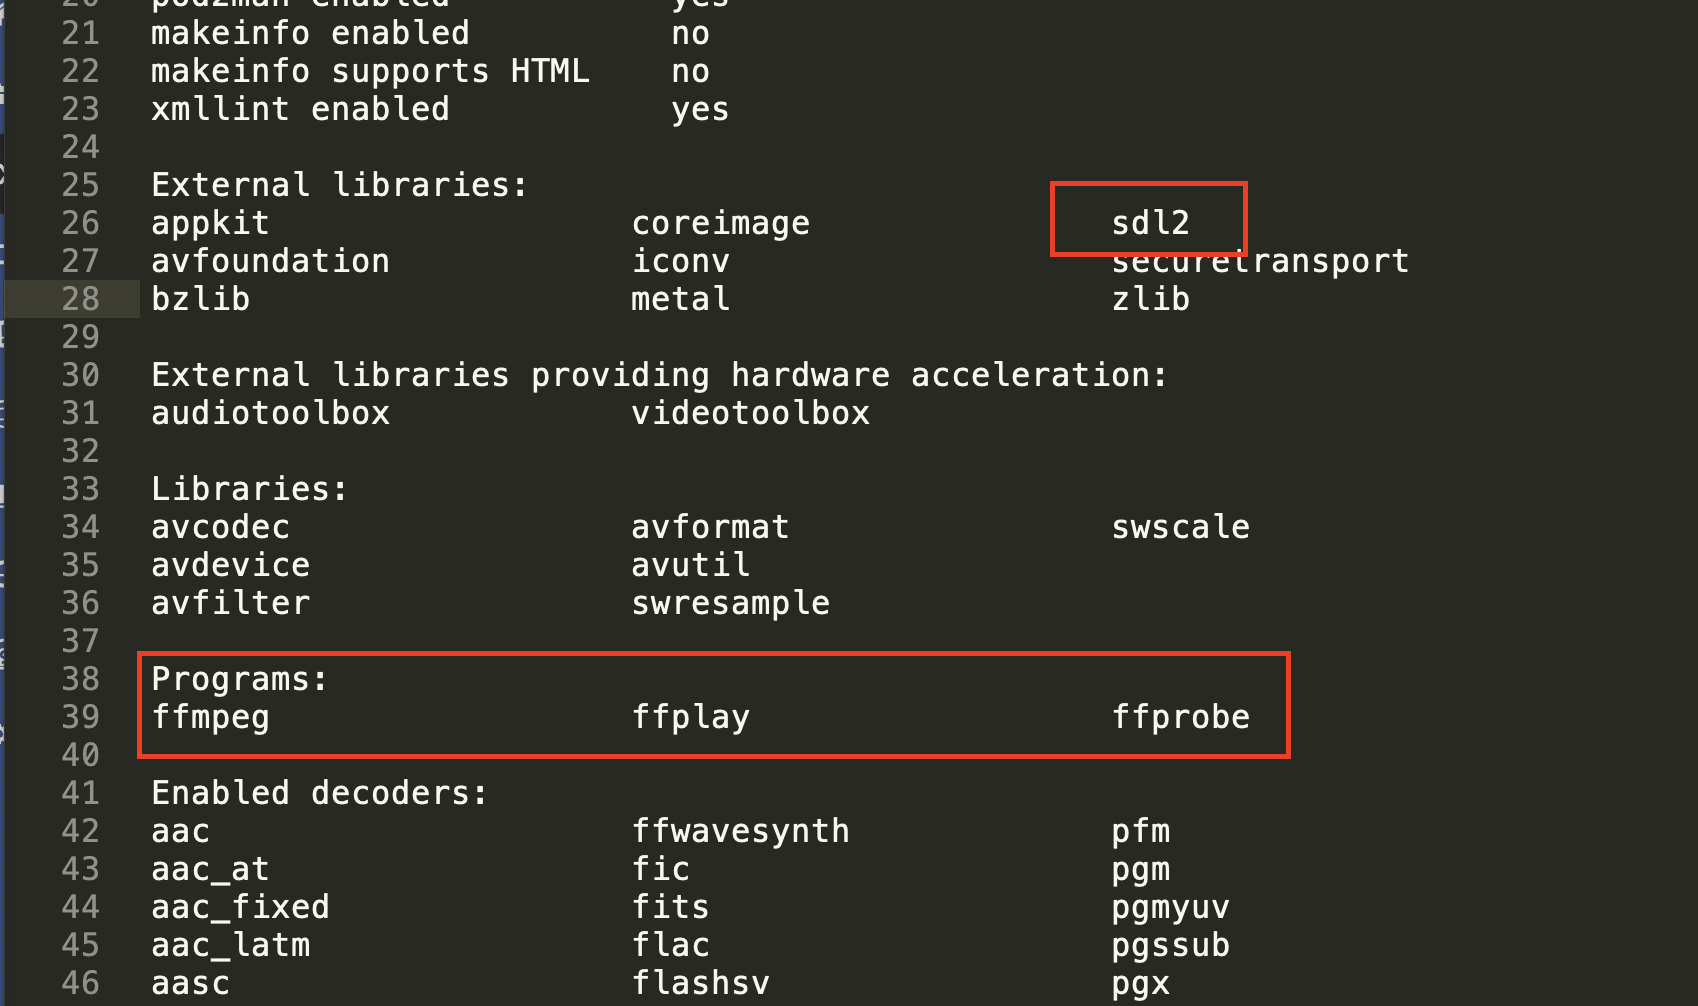 20 pod2man enabled yes
21 makeinfo enabled no
22 makeinfo supports HTML no
23 xmllint enabled yes
24
25 External libraries:
26 appkit coreimage sdl2
27 avfoundation iconv securetransport
28 bzlib metal zlib
29
30 External libraries providing hardware acceleration:
31 audiotoolbox videotoolbox
32
33 Libraries:
34 avcodec avformat swscale
35 avdevice avutil
36 avfilter swresample
37
38 Programs:
39 ffmpeg ffplay ffprobe
40
41 Enabled decoders:
42 aac ffwavesynth pfm
43 aac_at fic pgm
44 aac_fixed fits pgmyuv
45 aac_latm flac pgssub
46 aasc flashsv pgx